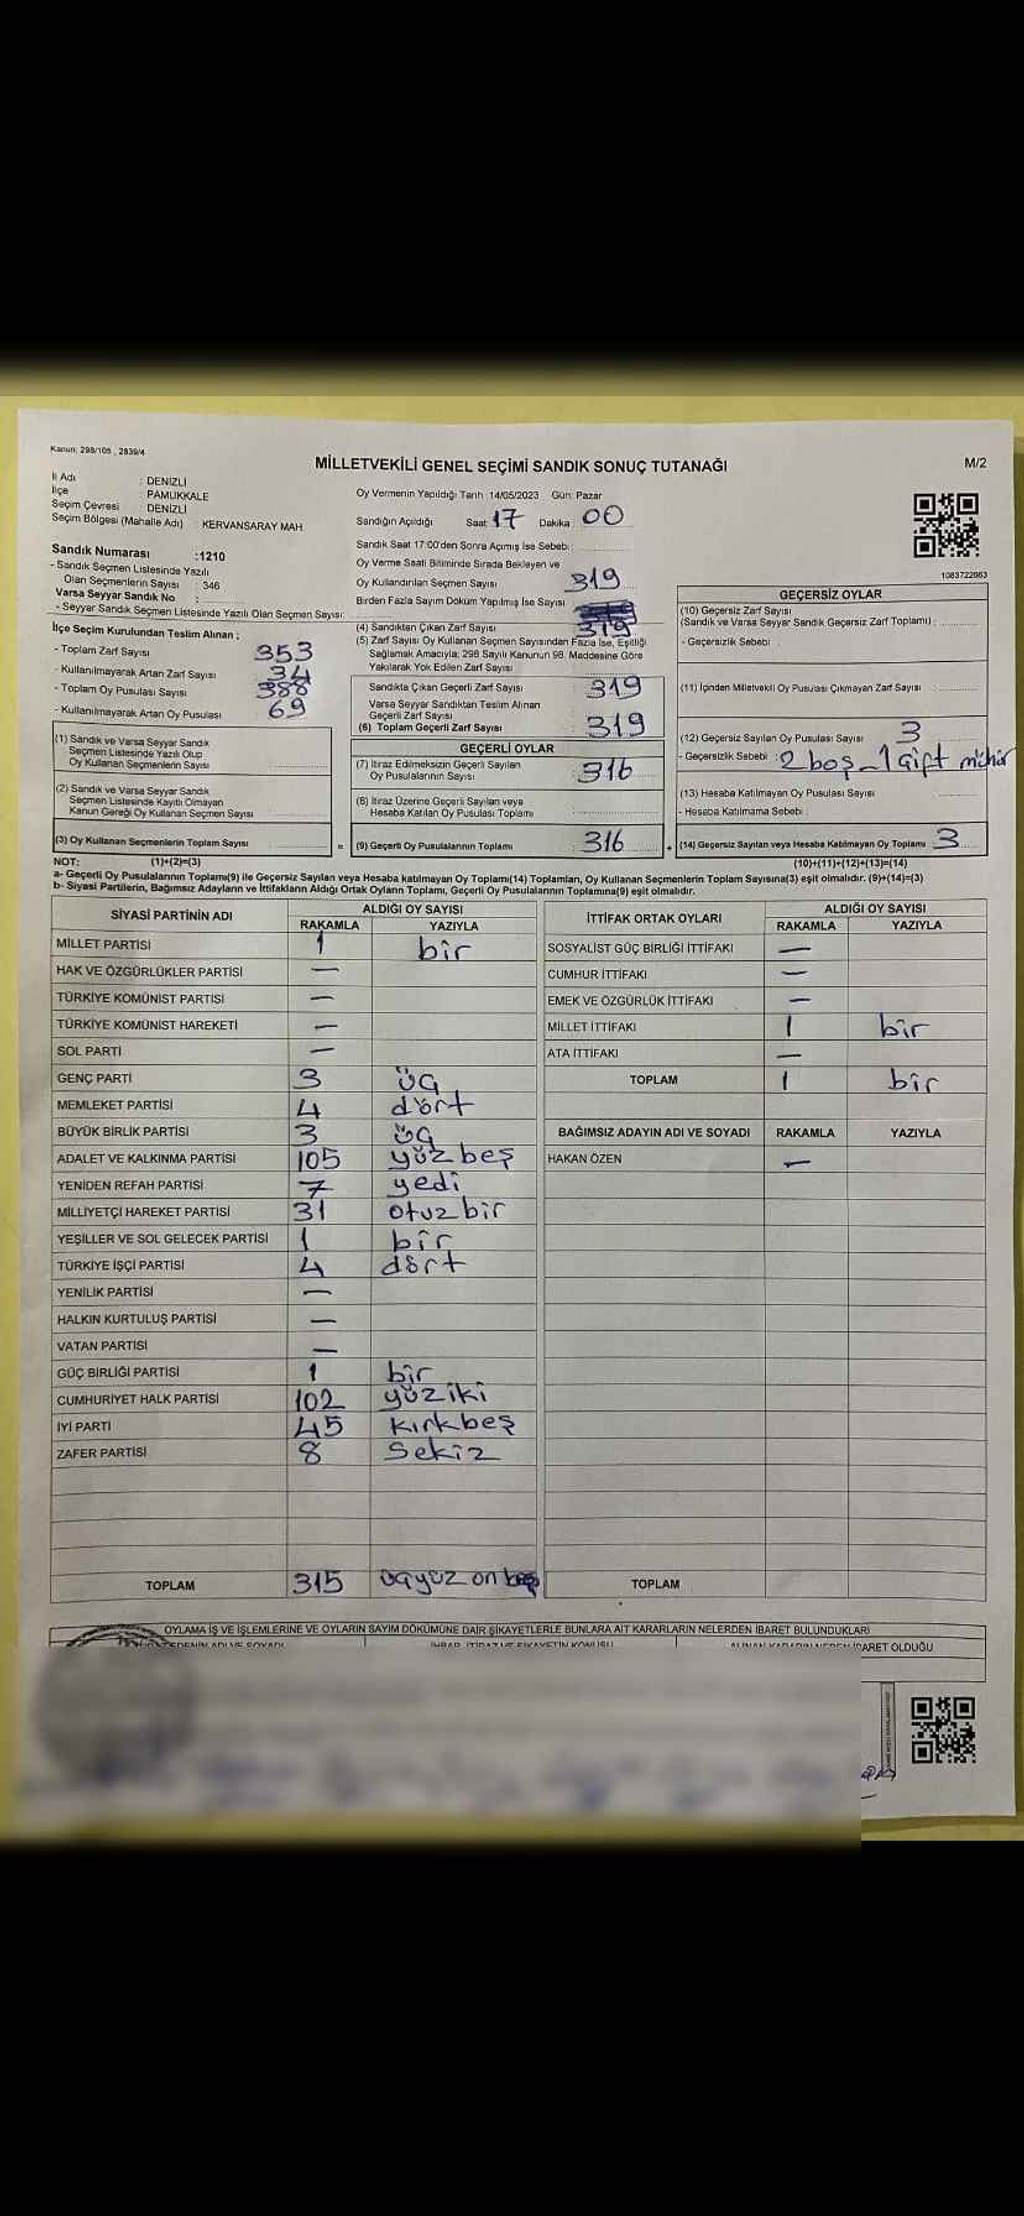 Kanun: 298/105 , 2839/4
MİLLETVEKİLİ GENEL SEÇİMİ SANDIK SONUÇ TUTANAĞI
M/2
İl Adı : DENİZLİ
İlçe : PAMUKKALE
Seçim Çevresi : DENİZLİ
Seçim Bölgesi (Mahalle Adı) : KERVANSARAY MAH.
Oy Vermenin Yapıldığı Tarih :14/05/2023 Gün: Pazar
Sandığın Açıldığı Saat: 17 Dakika: 00
Sandık Saat 17:00'den Sonra Açımış İse Sebebi:
Oy Verme Saati Bitiminde Sırada Bekleyen ve
Oy Kullandırılan Seçmen Sayısı 319
Birden Fazla Sayım Döküm Yapılmış İse Sayısı
1083722663
Sandık Numarası :1210
- Sandık Seçmen Listesinde Yazılı
Olan Seçmenlerin Sayısı : 346
Varsa Seyyar Sandık No :
- Seyyar Sandık Seçmen Listesinde Yazılı Olan Seçmen Sayısı:
İlçe Seçim Kurulundan Teslim Alınan ;
- Toplam Zarf Sayısı 353
- Kullanılmayarak Artan Zarf Sayısı 34
- Toplam Oy Pusulası Sayısı 388
- Kullanılmayarak Artan Oy Pusulası 69
(4) Sandıktan Çıkan Zarf Sayısı 319
(5) Zarf Sayısı Oy Kullanan Seçmen Sayısından Fazla İse, Eşitliği
Sağlamak Amacıyla; 298 Sayılı Kanunun 98. Maddesine Göre
Yakılarak Yok Edilen Zarf Sayısı
Sandıkta Çıkan Geçerli Zarf Sayısı : 319
Varsa Seyyar Sandıktan Teslim Alınan
Geçerli Zarf Sayısı
(6) Toplam Geçerli Zarf Sayısı : 319
GEÇERSİZ OYLAR
(10) Geçersiz Zarf Sayısı
(Sandık ve Varsa Seyyar Sandık Geçersiz Zarf Toplamı) :
- Geçersizlik Sebebi :
(11) İçinden Milletvekili Oy Pusulası Çıkmayan Zarf Sayısı :
(12) Geçersiz Sayılan Oy Pusulası Sayısı : 3
- Geçersizlik Sebebi : 2 boş - 1 çift mühür
(13) Hesaba Katılmayan Oy Pusulası Sayısı
- Hesaba Katılmama Sebebi :
(14) Geçersiz Sayılan veya Hesaba Katılmayan Oy Toplamı 3
(10)+(11)+(12)+(13)=(14)
(1) Sandık ve Varsa Seyyar Sandık
Seçmen Listesinde Yazılı Olup
Oy Kullanan Seçmenlerin Sayısı
(2) Sandık ve Varsa Seyyar Sandık
Seçmen Listesinde Kayıtlı Olmayan
Kanun Gereği Oy Kullanan Seçmen Sayısı
(3) Oy Kullanan Seçmenlerin Toplam Sayısı =
GEÇERLİ OYLAR
(7) İtiraz Edilmeksizin Geçerli Sayılan
Oy Pusulalarının Sayısı : 316
(8) İtiraz Üzerine Geçerli Sayılan veya
Hesaba Katılan Oy Pusulası Toplamı
(9) Geçerli Oy Pusulalarının Toplamı : 316 +
NOT: (1)+(2)=(3)
a- Geçerli Oy Pusulalarının Toplamı(9) ile Geçersiz Sayılan veya Hesaba katılmayan Oy Toplamı(14) Toplamları, Oy Kullanan Seçmenlerin Toplam Sayısına(3) eşit olmalıdır. (9)+(14)=(3)
b- Siyasi Partilerin, Bağımsız Adayların ve İttifakların Aldığı Ortak Oyların Toplamı, Geçerli Oy Pusulalarının Toplamına(9) eşit olmalıdır.
SİYASİ PARTİNİN ADI ALDIĞI OY SAYISI
RAKAMLA YAZIYLA
MİLLET PARTİSİ 1 bir
HAK VE ÖZGÜRLÜKLER PARTİSİ —
TÜRKİYE KOMÜNİST PARTİSİ —
TÜRKİYE KOMÜNİST HAREKETİ —
SOL PARTİ —
GENÇ PARTİ 3 üç
MEMLEKET PARTİSİ 4 dört
BÜYÜK BİRLİK PARTİSİ 3 üç
ADALET VE KALKINMA PARTİSİ 105 yüz beş
YENİDEN REFAH PARTİSİ 7 yedi
MİLLİYETÇİ HAREKET PARTİSİ 31 otuz bir
YEŞİLLER VE SOL GELECEK PARTİSİ 1 bir
TÜRKİYE İŞÇİ PARTİSİ 4 dört
YENİLİK PARTİSİ —
HALKIN KURTULUŞ PARTİSİ —
VATAN PARTİSİ —
GÜÇ BİRLİĞİ PARTİSİ 1 bir
CUMHURİYET HALK PARTİSİ 102 yüz iki
İYİ PARTİ 45 kırkbeş
ZAFER PARTİSİ 8 Sekiz
TOPLAM 315 üçyüz on beş
İTTİFAK ORTAK OYLARI ALDIĞI OY SAYISI
RAKAMLA YAZIYLA
SOSYALİST GÜÇ BİRLİĞİ İTTİFAKI —
CUMHUR İTTİFAKI —
EMEK VE ÖZGÜRLÜK İTTİFAKI —
MİLLET İTTİFAKI 1 bir
ATA İTTİFAKI —
TOPLAM 1 bir
BAĞIMSIZ ADAYIN ADI VE SOYADI RAKAMLA YAZIYLA
HAKAN ÖZEN —
TOPLAM
OYLAMA İŞ VE İŞLEMLERİNE VE OYLARIN SAYIM DÖKÜMÜNE DAİR ŞİKAYETLERLE BUNLARA AİT KARARLARIN NELERDEN İBARET BULUNDUKLARI
İHBAR, İTİRAZ VE ŞİKAYETİN KONUSU
İBARET OLDUĞU